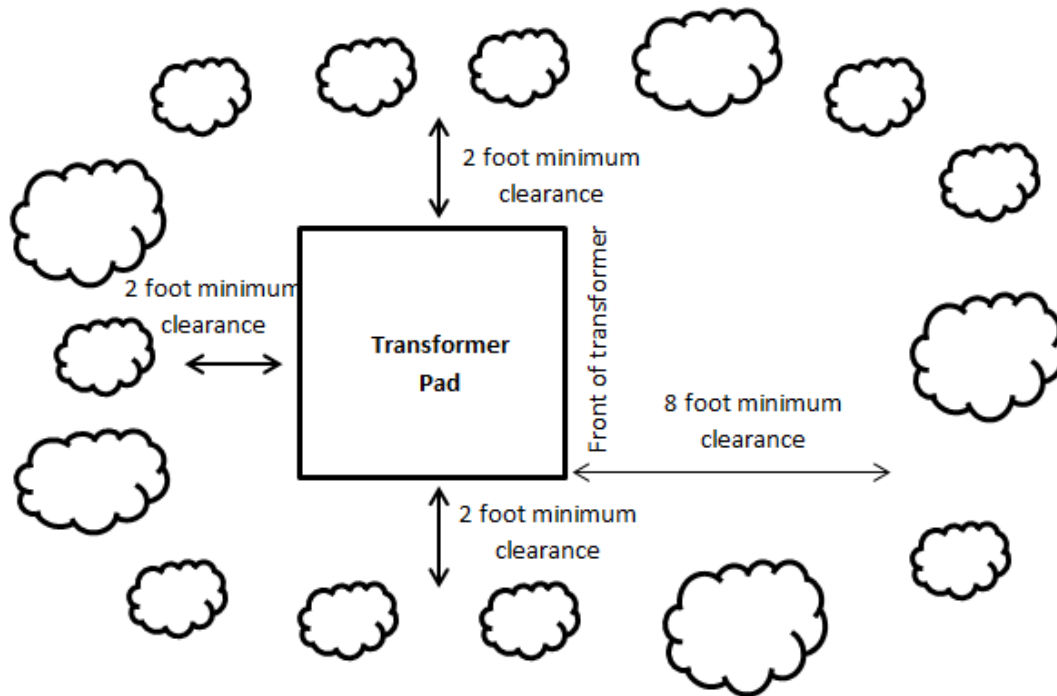 2 foot minimum
clearance
2 foot minimum
clearance
Transformer
Pad
Front of transformer
8 foot minimum
clearance
2 foot minimum
clearance